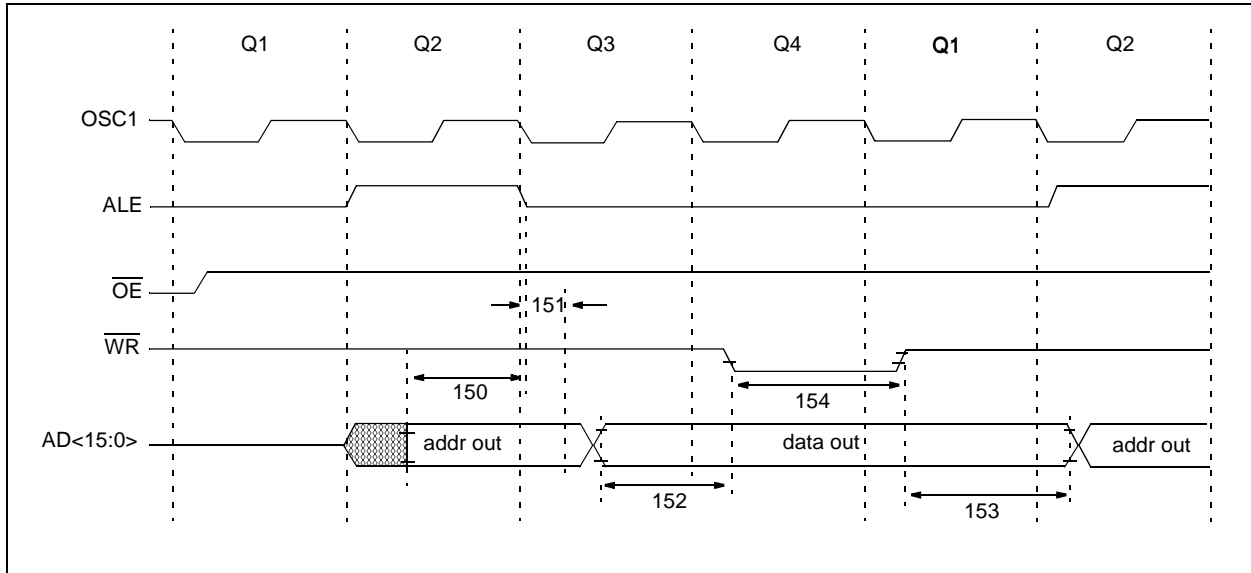 Q1 Q2 Q3 Q4 Q1 Q2
OSC1
ALE
OE
151
WR
150
154
AD<15:0>
addr out data out addr out
152
153